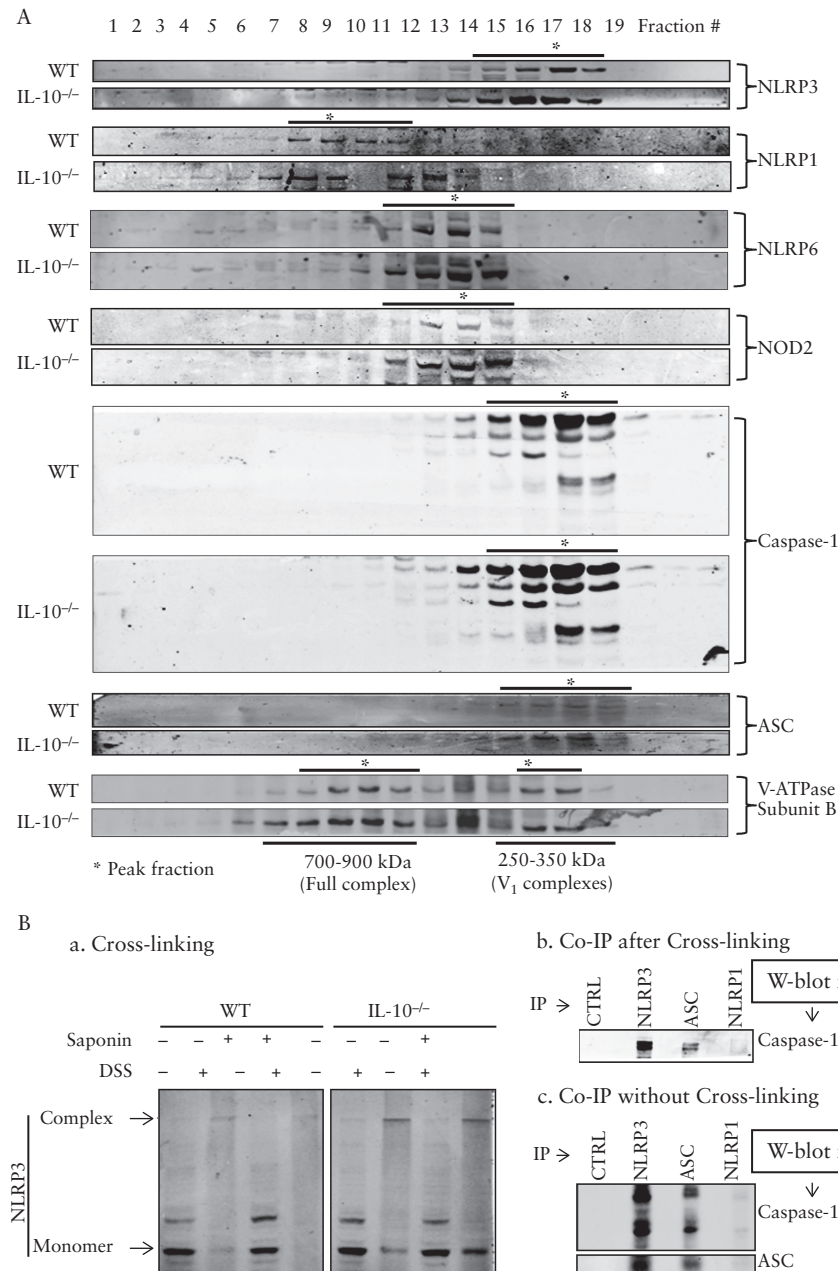 A
1 2 3 4 5 6 7 8 9 10 11 12 13 14 15 16 17 18 19 Fraction #
*
WT
IL-10−/−
NLRP3
*
WT
IL-10−/−
NLRP1
*
WT
IL-10−/−
NLRP6
*
WT
IL-10−/−
NOD2
*
WT
*
IL-10−/−
Caspase-1
*
WT
IL-10−/−
ASC
* *
WT
IL-10−/−
V-ATPase
Subunit B
* Peak fraction
700-900 kDa
(Full complex)
250-350 kDa
(V1 complexes)
B
a. Cross-linking
WT IL-10−/−
Saponin – – + + – – – +
DSS – + – + – + – +
NLRP3
Complex
Monomer
b. Co-IP after Cross-linking
IP
CTRL
NLRP3
ASC
NLRP1
W-blot :
Caspase-1
c. Co-IP without Cross-linking
IP
CTRL
NLRP3
ASC
NLRP1
W-blot :
Caspase-1
ASC